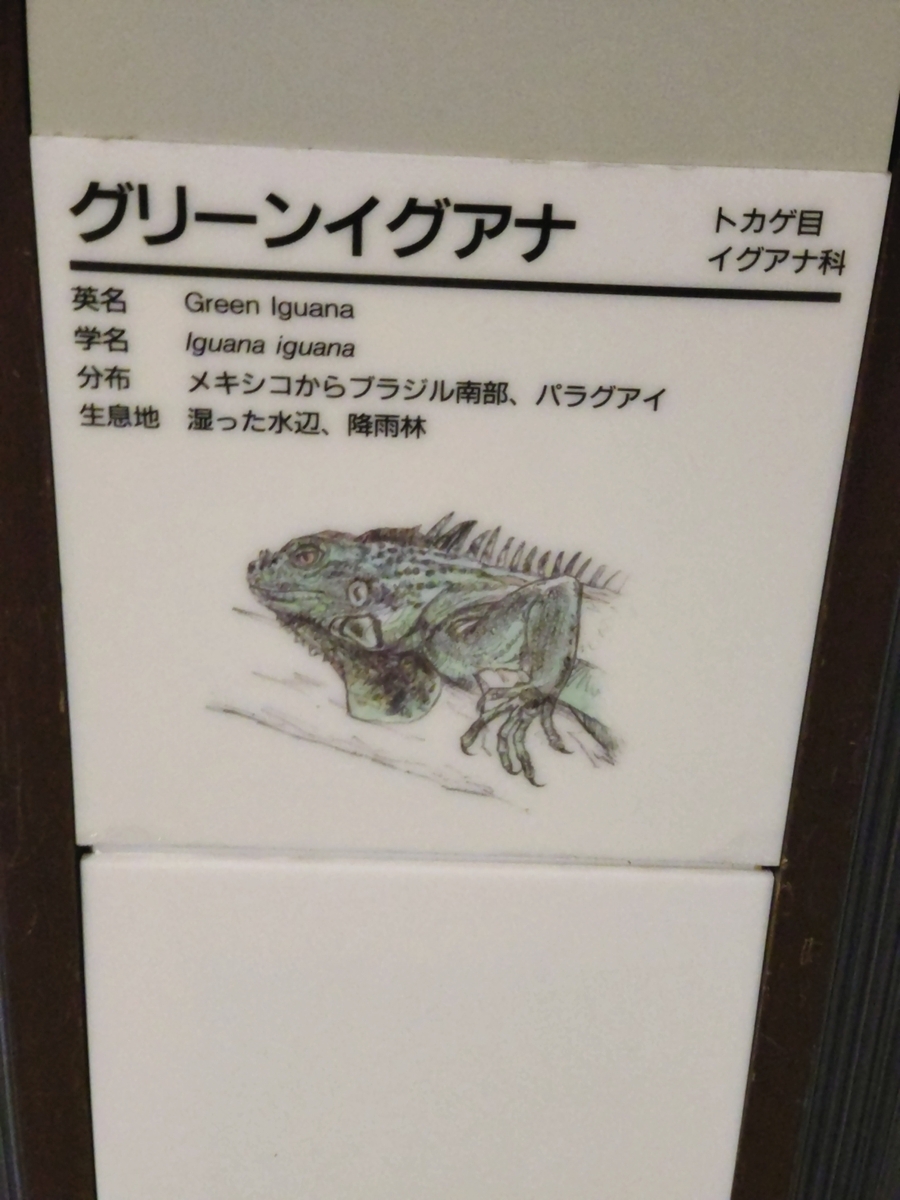 グリーンイグアナ
トカゲ目
イグアナ科
英名 Green Iguana
学名 Iguana iguana
分布 メキシコからブラジル南部、パラグアイ
生息地 湿った水辺、降雨林